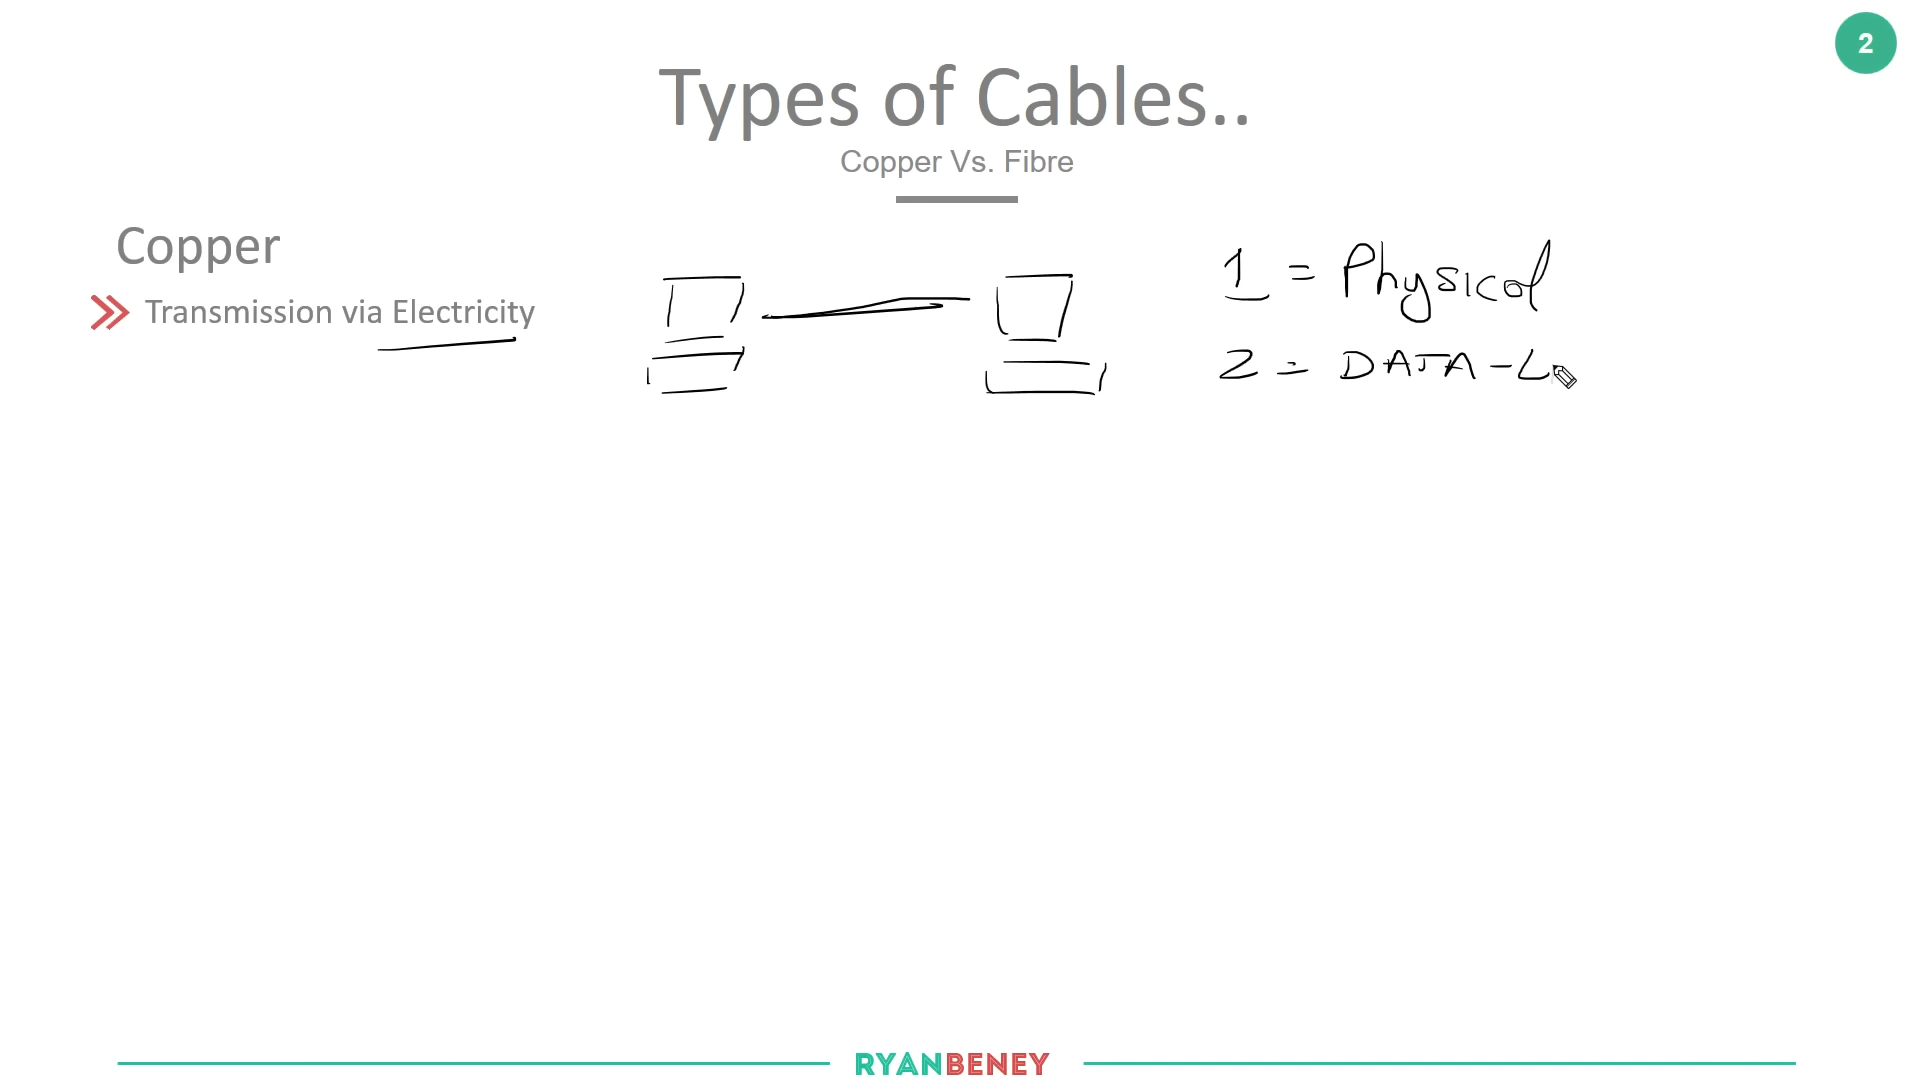 2
Types of Cables..
Copper Vs. Fibre
Copper
Transmission via Electricity
1 = Physical
2 = DATA-L
RYANBENEY